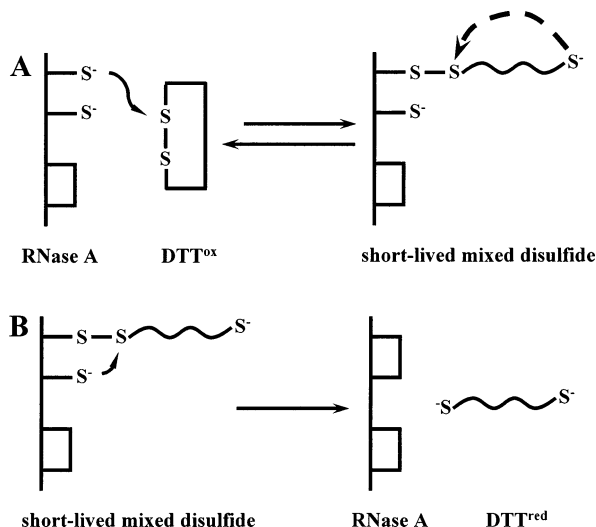 A
S-
S-
S
S
RNase A DTTox
S S S-
S-
short-lived mixed disulfide
B
S S S-
S-
short-lived mixed disulfide
-S S-
RNase A DTTred